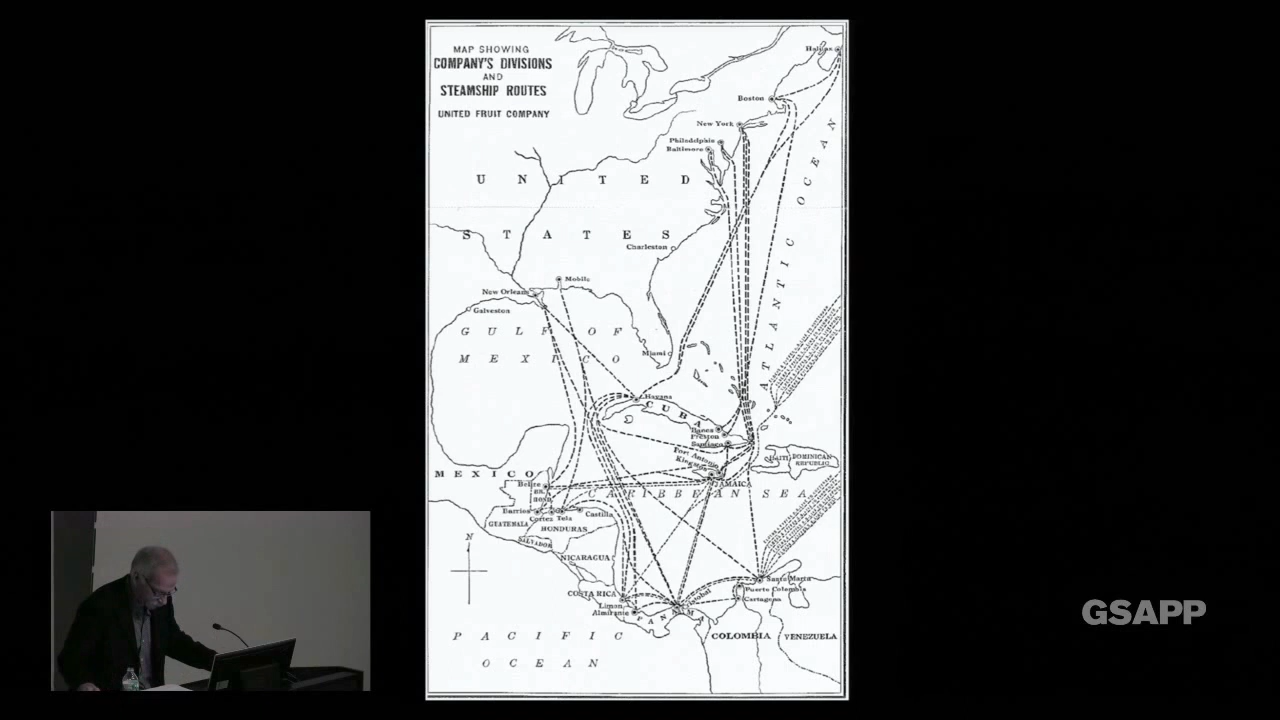 MAP SHOWING
COMPANY'S DIVISIONS
AND
STEAMSHIP ROUTES
UNITED FRUIT COMPANY
Halifax
Boston
New York
Philadelphia
Baltimore
UNITED
STATES
Charleston
Mobile
New Orleans
Galveston
GULF OF
MEXICO
Miami
ATLANTIC OCEAN
Havana
CUBA
Banes
Preston
Santiago
Port Antonio
Kingston
JAMAICA
HAITI
DOMINICAN
REPUBLIC
MEXICO
CARIBBEAN SEA
Belize
BR.
HOND.
Barrios
Cortez
Tela
Castilla
GUATEMALA
HONDURAS
SALVADOR
N
NICARAGUA
COSTA RICA
Limon
Almirante
PANAMA
Santa Marta
Puerto Colombia
Cartagena
COLOMBIA
VENEZUELA
PACIFIC
OCEAN
GSAPP